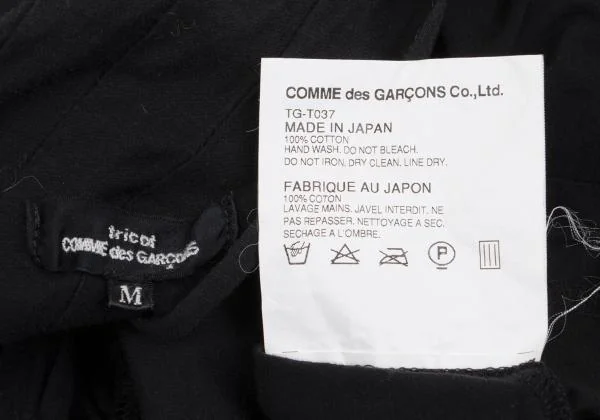 COMME des GARÇONS Co.,Ltd.
TG-T037
MADE IN JAPAN
100% COTTON
HAND WASH. DO NOT BLEACH.
DO NOT IRON. DRY CLEAN. LINE DRY.
FABRIQUE AU JAPON
100% COTON
LAVAGE MAINS. JAVEL INTERDIT. NE
PAS REPASSER. NETTOYAGE A SEC.
SECHAGE A L'OMBRE.
P
tricot
COMME des GARÇONS
M